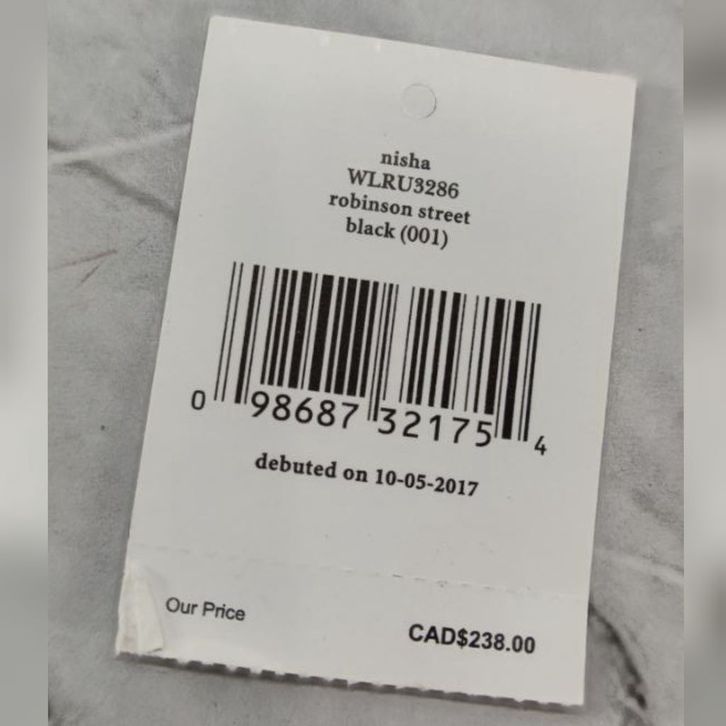 nisha
WLRU3286
robinson street
black (001)
0 98687 32175 4
debuted on 10-05-2017
Our Price
CAD$238.00